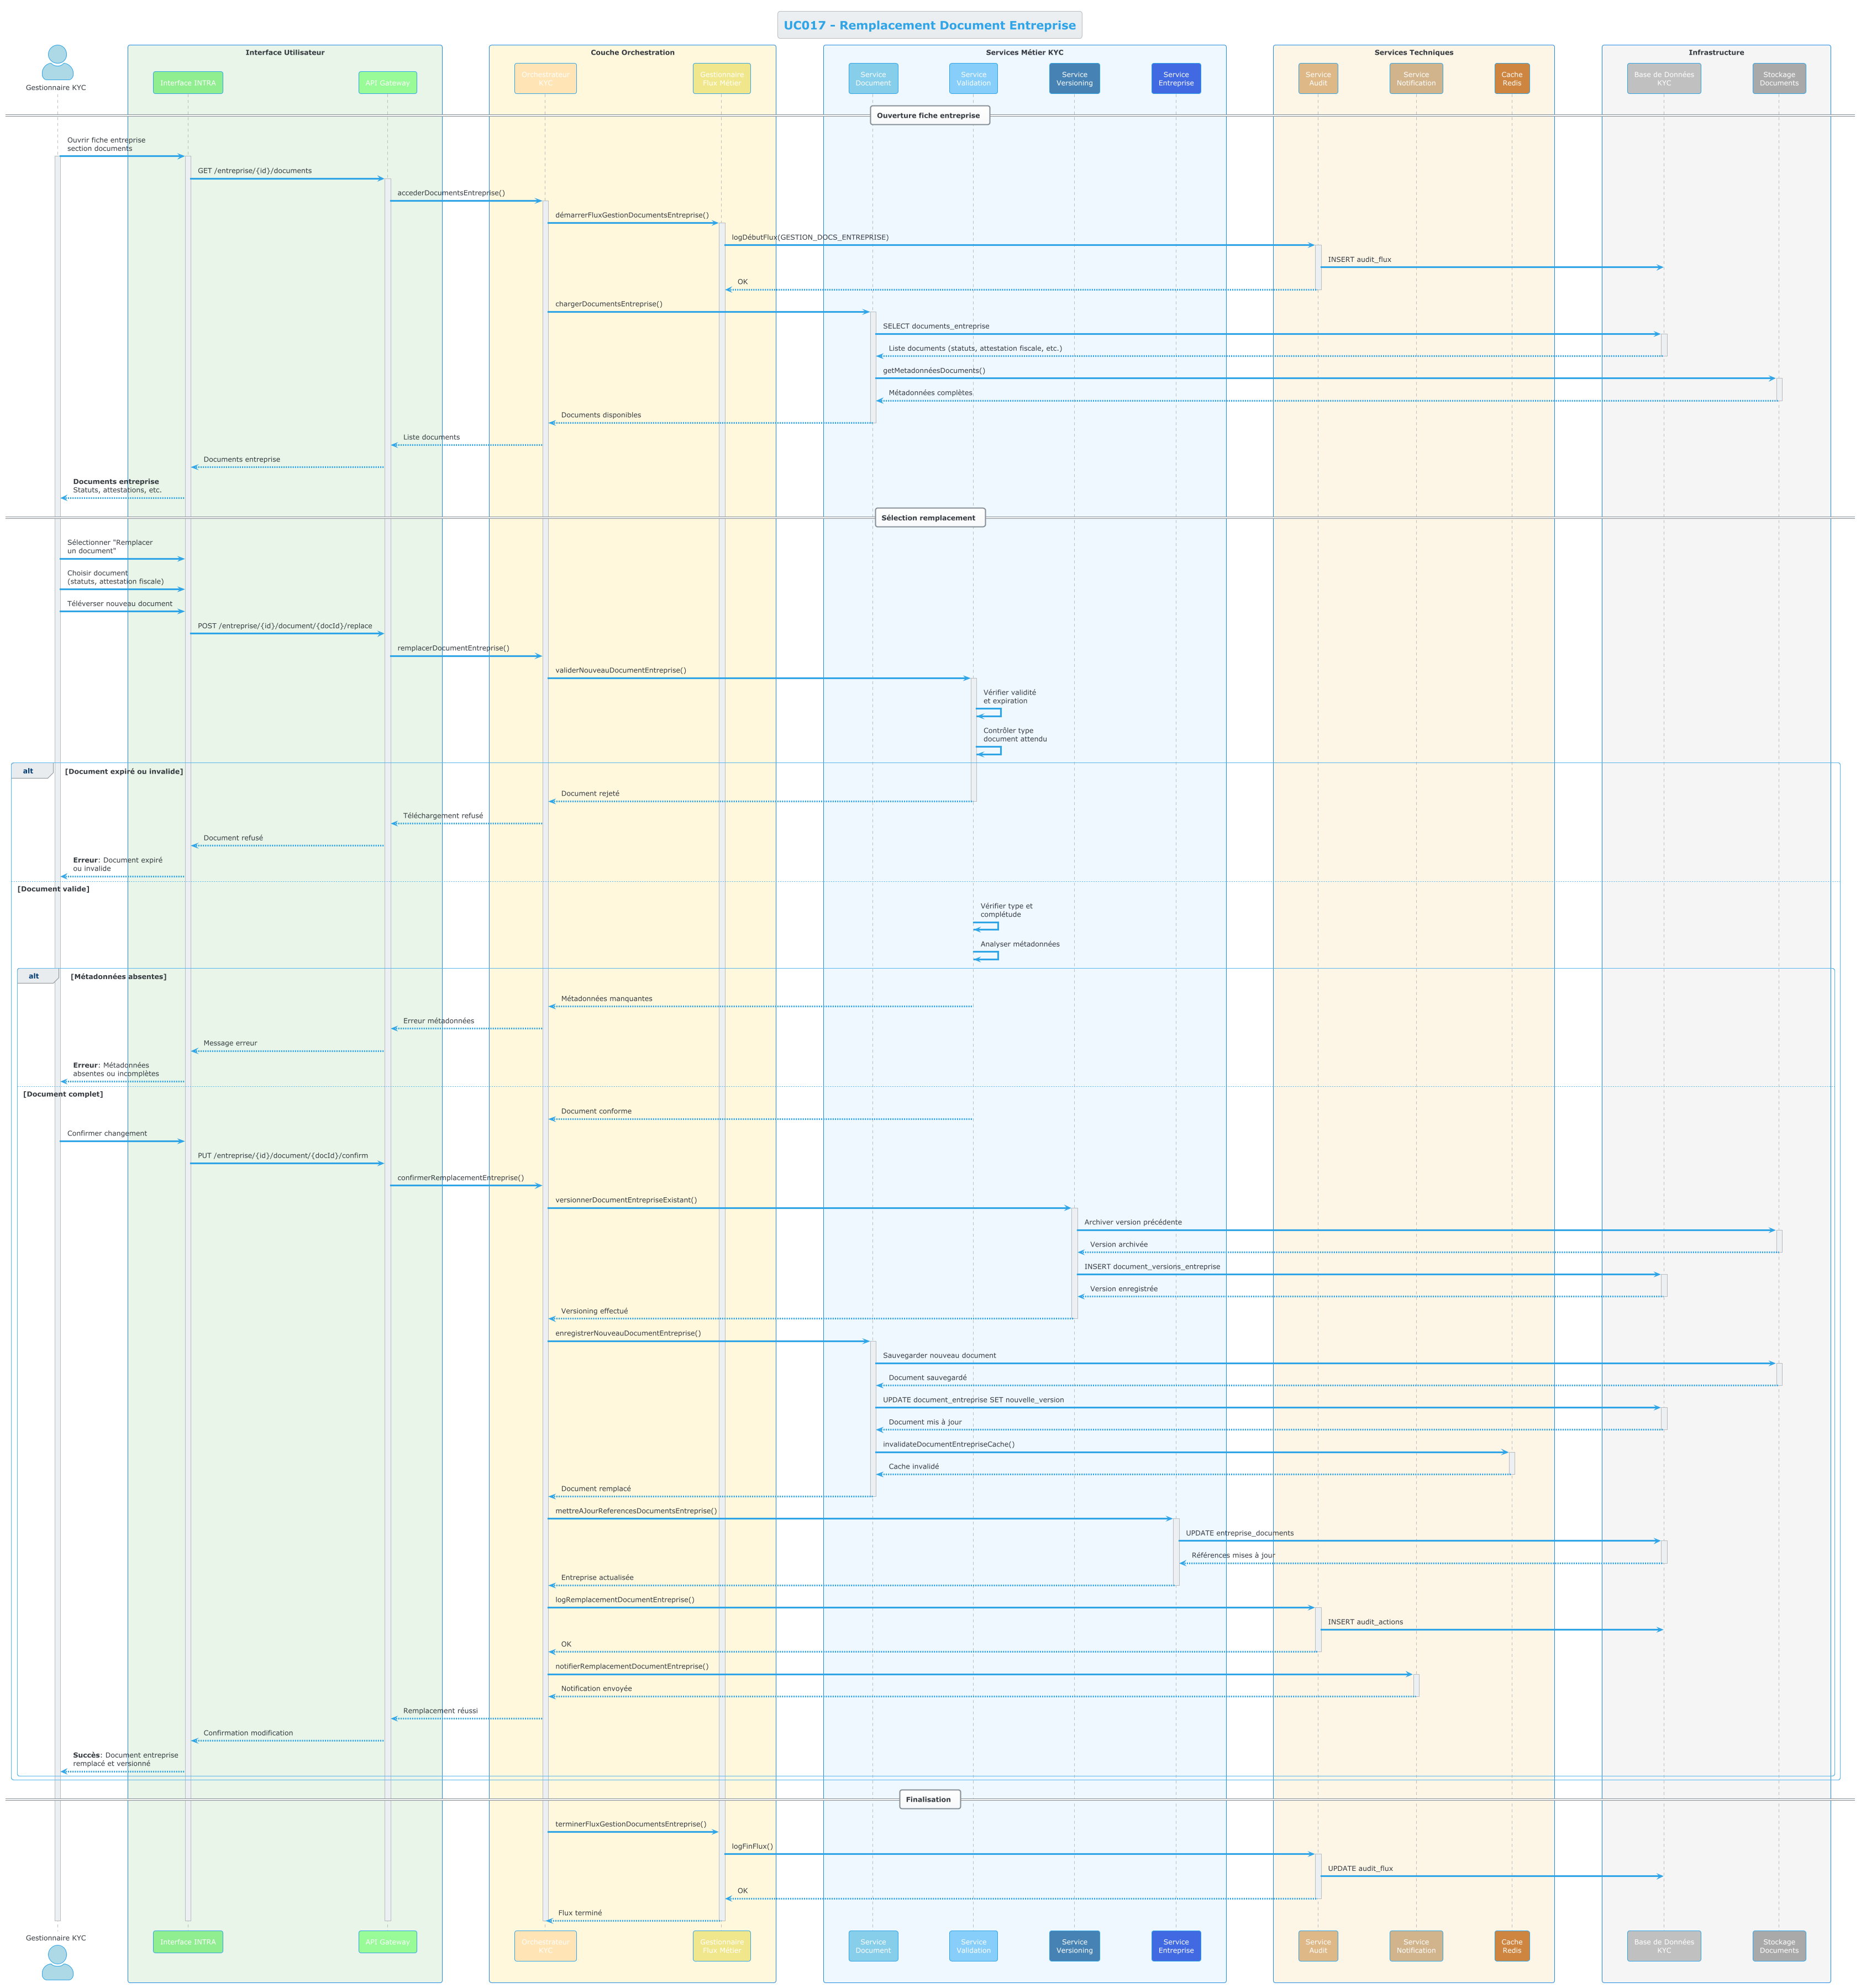 UC017 - Remplacement Document Entreprise
Interface Utilisateur
Couche Orchestration
Services Métier KYC
Services Techniques
Infrastructure
Gestionnaire KYC
Interface INTRA
API Gateway
Orchestrateur
KYC
Gestionnaire
Flux Métier
Service
Document
Service
Validation
Service
Versioning
Service
Entreprise
Service
Audit
Service
Notification
Cache
Redis
Base de Données
KYC
Stockage
Documents
Ouverture fiche entreprise
Ouvrir fiche entreprise
section documents
GET /entreprise/{id}/documents
accederDocumentsEntreprise()
démarrerFluxGestionDocumentsEntreprise()
logDébutFlux(GESTION_DOCS_ENTREPRISE)
INSERT audit_flux
OK
chargerDocumentsEntreprise()
SELECT documents_entreprise
Liste documents (statuts, attestation fiscale, etc.)
getMetadonnéesDocuments()
Métadonnées complètes
Documents disponibles
Liste documents
Documents entreprise
Documents entreprise
Statuts, attestations, etc.
Sélection remplacement
Sélectionner "Remplacer
un document"
Choisir document
(statuts, attestation fiscale)
Téléverser nouveau document
POST /entreprise/{id}/document/{docId}/replace
remplacerDocumentEntreprise()
validerNouveauDocumentEntreprise()
Vérifier validité
et expiration
Contrôler type
document attendu
alt [Document expiré ou invalide]
Document rejeté
Téléchargement refusé
Document refusé
Erreur: Document expiré
ou invalide
[Document valide]
Vérifier type et
complétude
Analyser métadonnées
alt [Métadonnées absentes]
Métadonnées manquantes
Erreur métadonnées
Message erreur
Erreur: Métadonnées
absentes ou incomplètes
[Document complet]
Document conforme
Confirmer changement
PUT /entreprise/{id}/document/{docId}/confirm
confirmerRemplacementEntreprise()
versionnerDocumentEntrepriseExistant()
Archiver version précédente
Version archivée
INSERT document_versions_entreprise
Version enregistrée
Versioning effectué
enregistrerNouveauDocumentEntreprise()
Sauvegarder nouveau document
Document sauvegardé
UPDATE document_entreprise SET nouvelle_version
Document mis à jour
invalidateDocumentEntrepriseCache()
Cache invalidé
Document remplacé
mettreAJourReferencesDocumentsEntreprise()
UPDATE entreprise_documents
Références mises à jour
Entreprise actualisée
logRemplacementDocumentEntreprise()
INSERT audit_actions
OK
notifierRemplacementDocumentEntreprise()
Notification envoyée
Remplacement réussi
Confirmation modification
Succès: Document entreprise
remplacé et versionné
Finalisation
terminerFluxGestionDocumentsEntreprise()
logFinFlux()
UPDATE audit_flux
OK
Flux terminé
Gestionnaire KYC
Interface INTRA
API Gateway
Orchestrateur
KYC
Gestionnaire
Flux Métier
Service
Document
Service
Validation
Service
Versioning
Service
Entreprise
Service
Audit
Service
Notification
Cache
Redis
Base de Données
KYC
Stockage
Documents